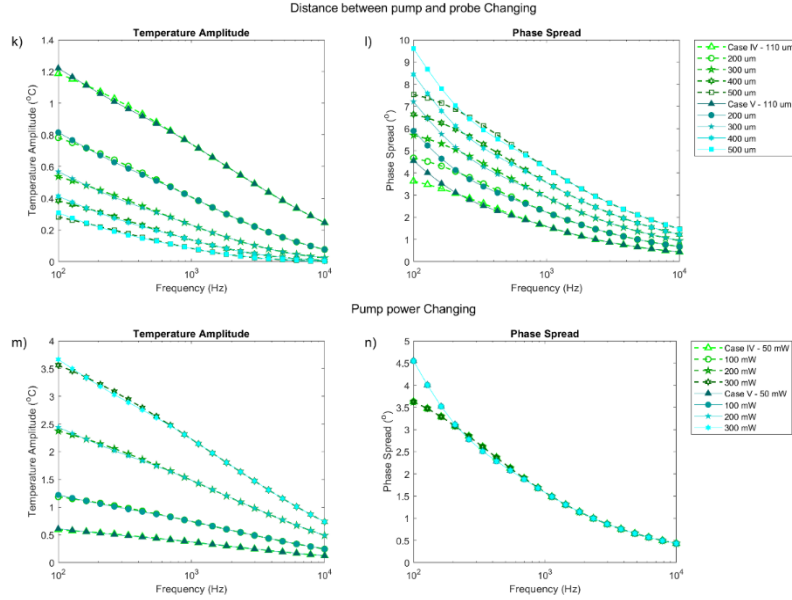 Distance between pump and probe Changing
k)
Temperature Amplitude
1.4
1.2
1
0.8
0.6
0.4
0.2
0
Temperature Amplitude (°C)
10²
10³
10⁴
Frequency (Hz)
l)
Phase Spread
10
9
8
7
6
5
4
3
2
1
0
Phase Spread (°)
10²
10³
10⁴
Frequency (Hz)
Case IV - 110 um
200 um
300 um
400 um
500 um
Case V - 110 um
200 um
300 um
400 um
500 um
Pump power Changing
m)
Temperature Amplitude
4
3.5
3
2.5
2
1.5
1
0.5
0
Temperature Amplitude (°C)
10²
10³
10⁴
Frequency (Hz)
n)
Phase Spread
5
4.5
4
3.5
3
2.5
2
1.5
1
0.5
0
Phase Spread (°)
10²
10³
10⁴
Frequency (Hz)
Case IV - 50 mW
100 mW
200 mW
300 mW
Case V - 50 mW
100 mW
200 mW
300 mW